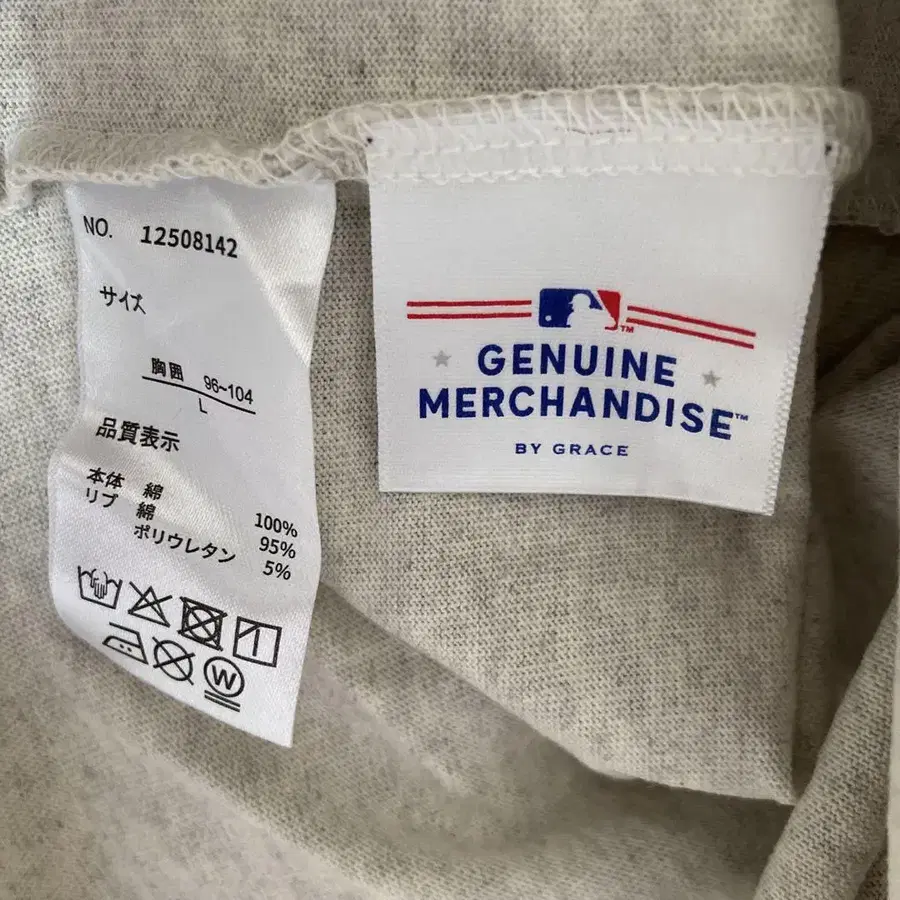 NO. 12508142
サイズ
胸囲 96~104
L
品質表示
本体 綿 100%
リブ 綿 95%
ポリウレタン 5%
W
TM
GENUINE
MERCHANDISE™
BY GRACE